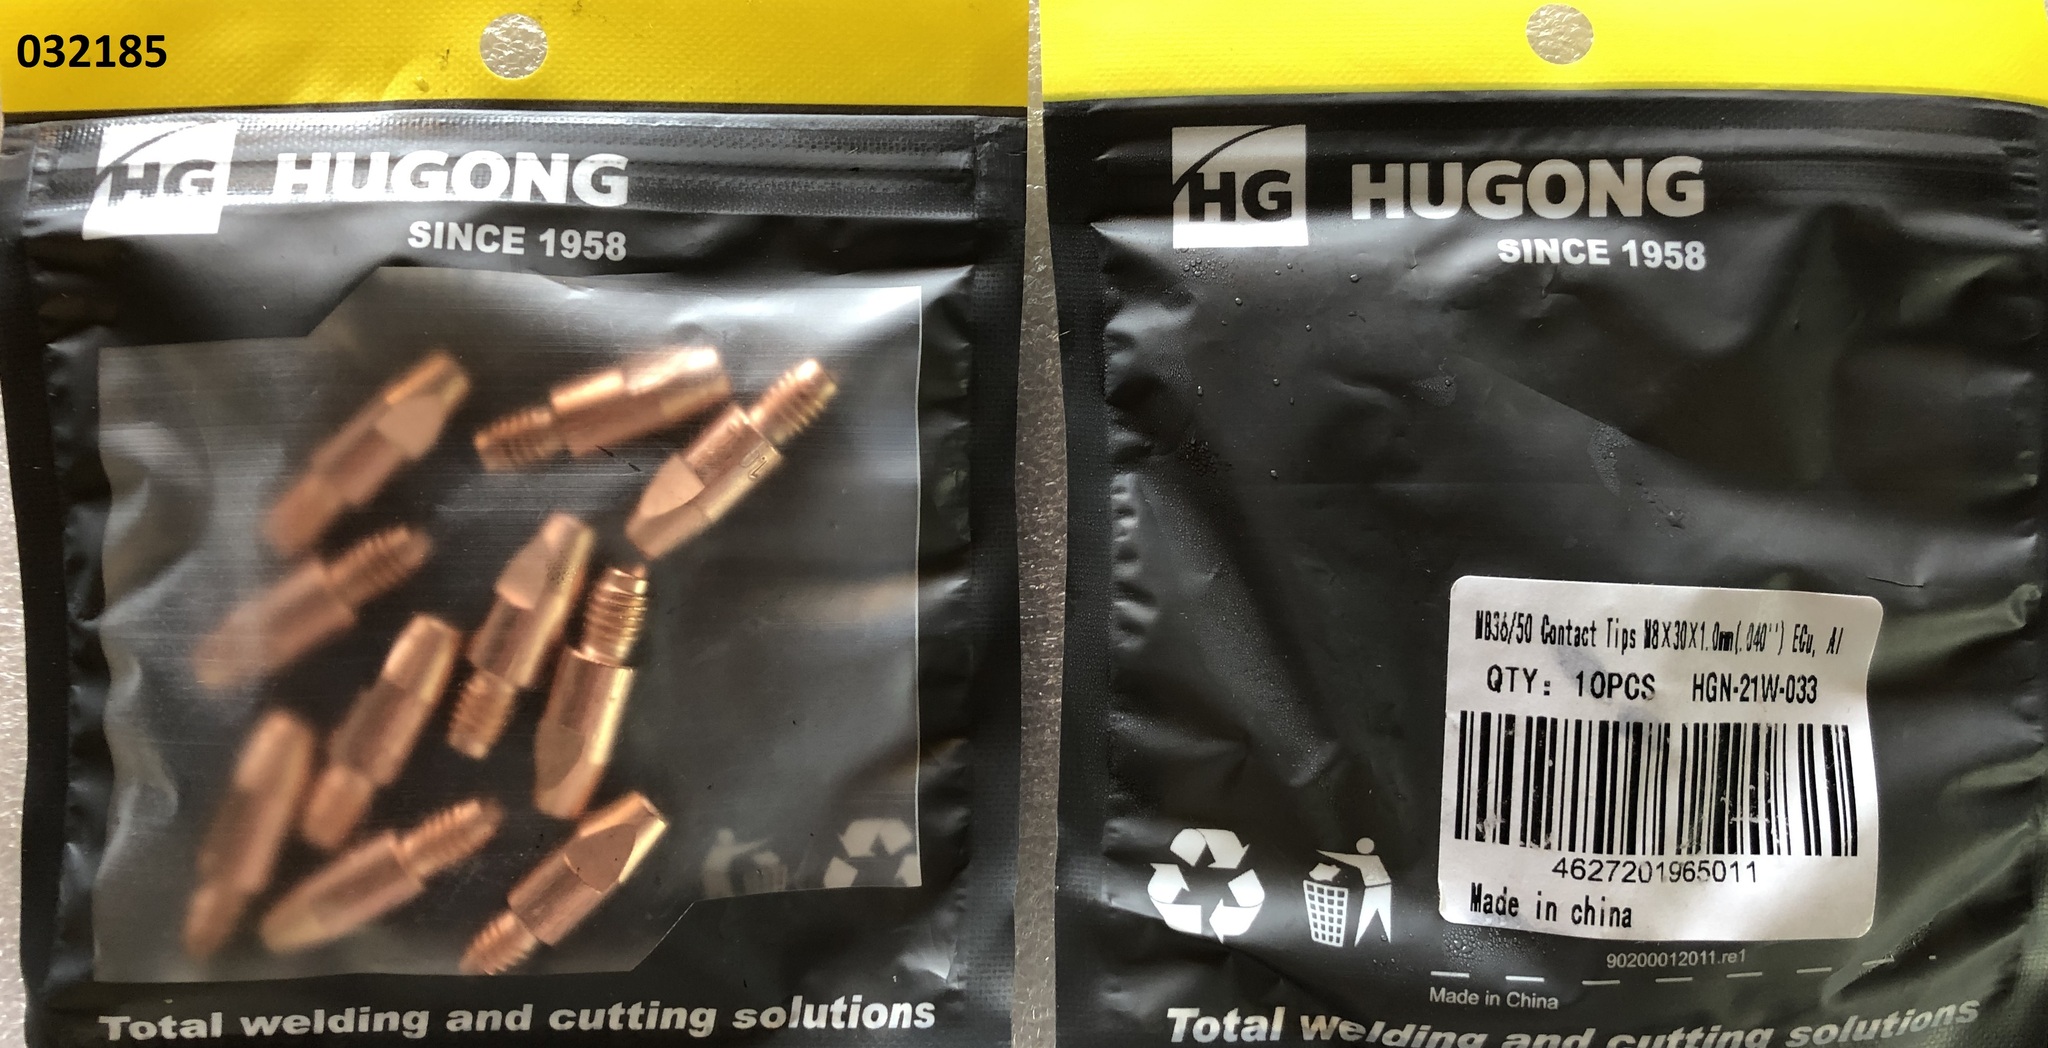 032185
HG HUGONG
SINCE 1958
Total welding and cutting solutions
HG HUGONG
SINCE 1958
MB36/50 Contact Tips M8X30X1.0mm(.040'') ECu, Al
QTY: 10PCS HGN-21W-033
4627201965011
Made in china
90200012011.re1
Made in China
Total welding and cutting solutions